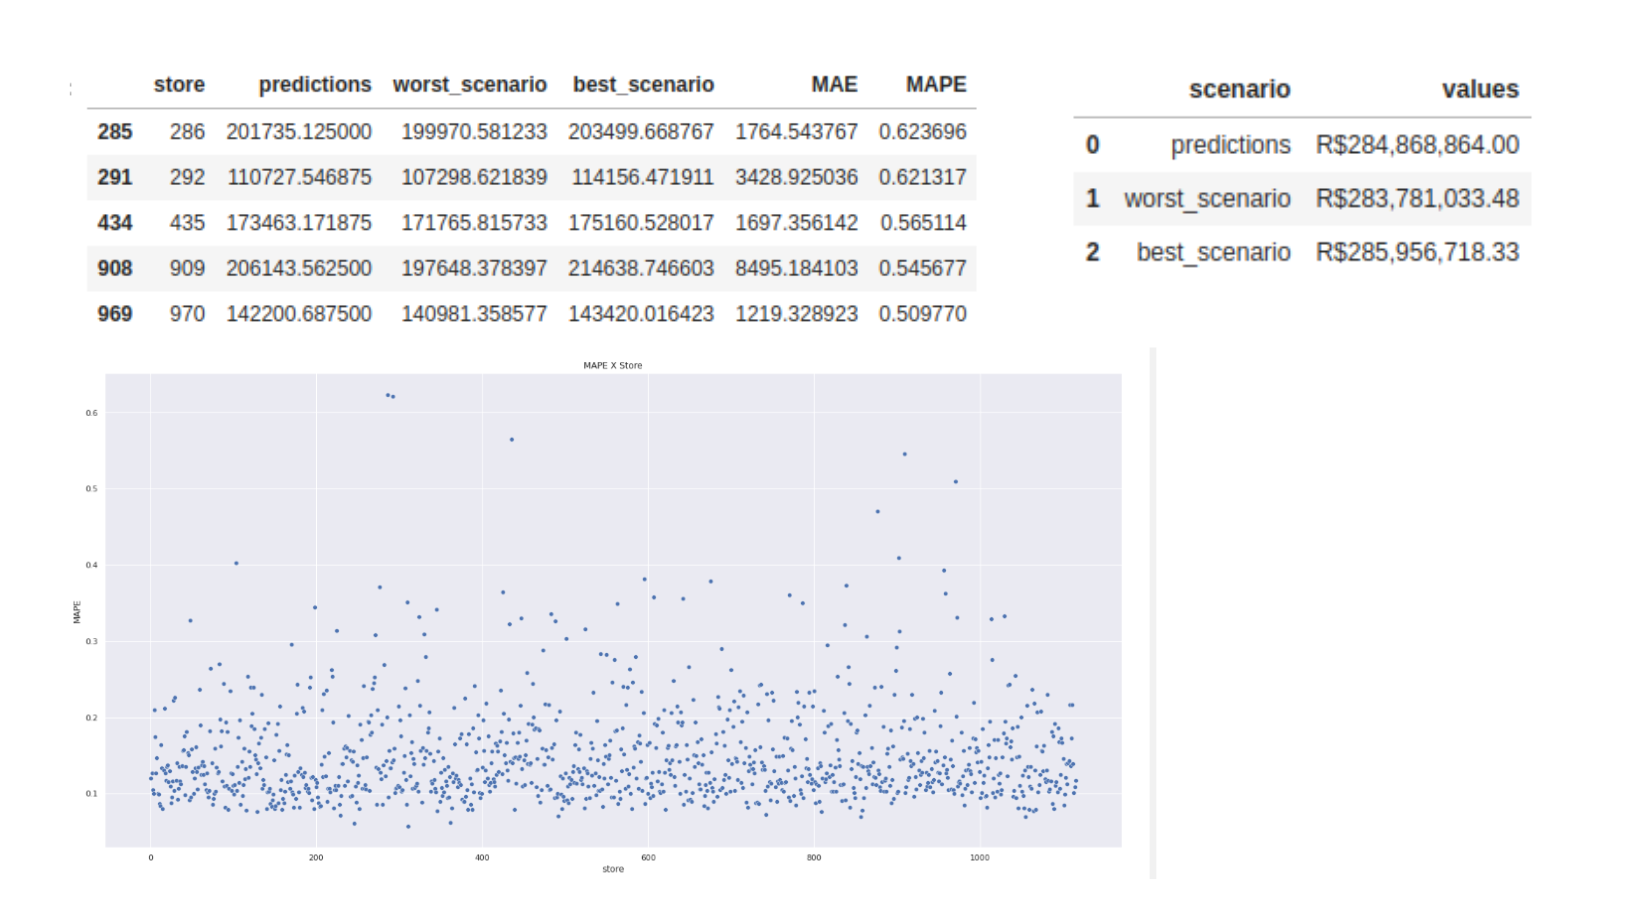 store predictions worst_scenario best_scenario MAE MAPE
285 286 201735.125000 199970.581233 203499.668767 1764.543767 0.623696
291 292 110727.546875 107298.621839 114156.471911 3428.925036 0.621317
434 435 173463.171875 171765.815733 175160.528017 1697.356142 0.565114
908 909 206143.562500 197648.378397 214638.746603 8495.184103 0.545677
969 970 142200.687500 140981.358577 143420.016423 1219.328923 0.509770
scenario values
0 predictions R$284,868,864.00
1 worst_scenario R$283,781,033.48
2 best_scenario R$285,956,718.33
MAPE X Store
0.6
0.5
0.4
0.3
0.2
0.1
MAPE
0 200 400 600 800 1000
store